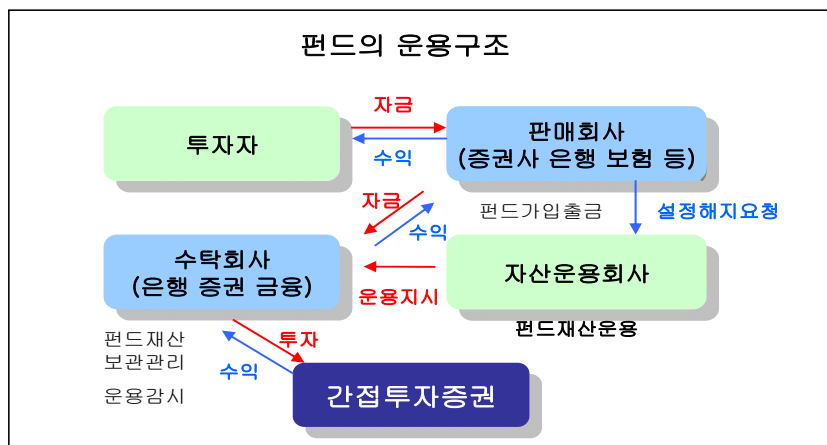 펀드의 운용구조
자금
투자자
판매회사
(증권사 은행 보험 등)
수익
자금
펀드가입출금
설정해지요청
수익
수탁회사
(은행 증권 금융)
자산운용회사
운용지시
펀드재산운용
펀드재산
보관관리
투자
수익
운용감시
간접투자증권